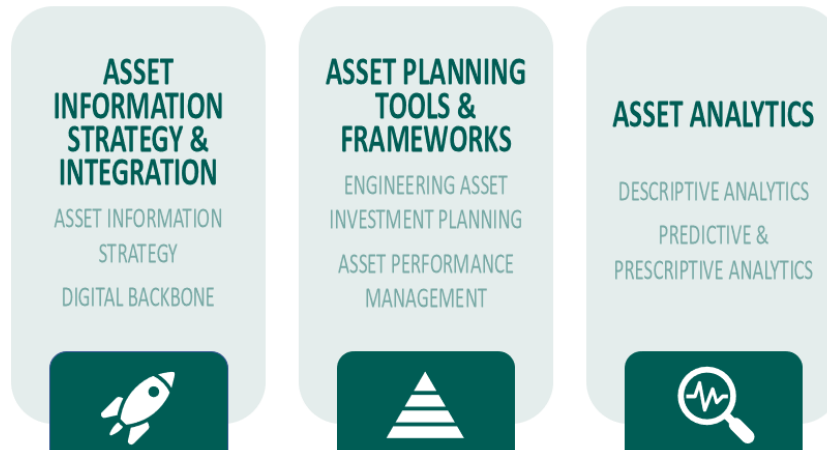 ASSET
INFORMATION
STRATEGY &
INTEGRATION
ASSET INFORMATION
STRATEGY
DIGITAL BACKBONE
ASSET PLANNING
TOOLS &
FRAMEWORKS
ENGINEERING ASSET
INVESTMENT PLANNING
ASSET PERFORMANCE
MANAGEMENT
ASSET ANALYTICS
DESCRIPTIVE ANALYTICS
PREDICTIVE &
PRESCRIPTIVE ANALYTICS